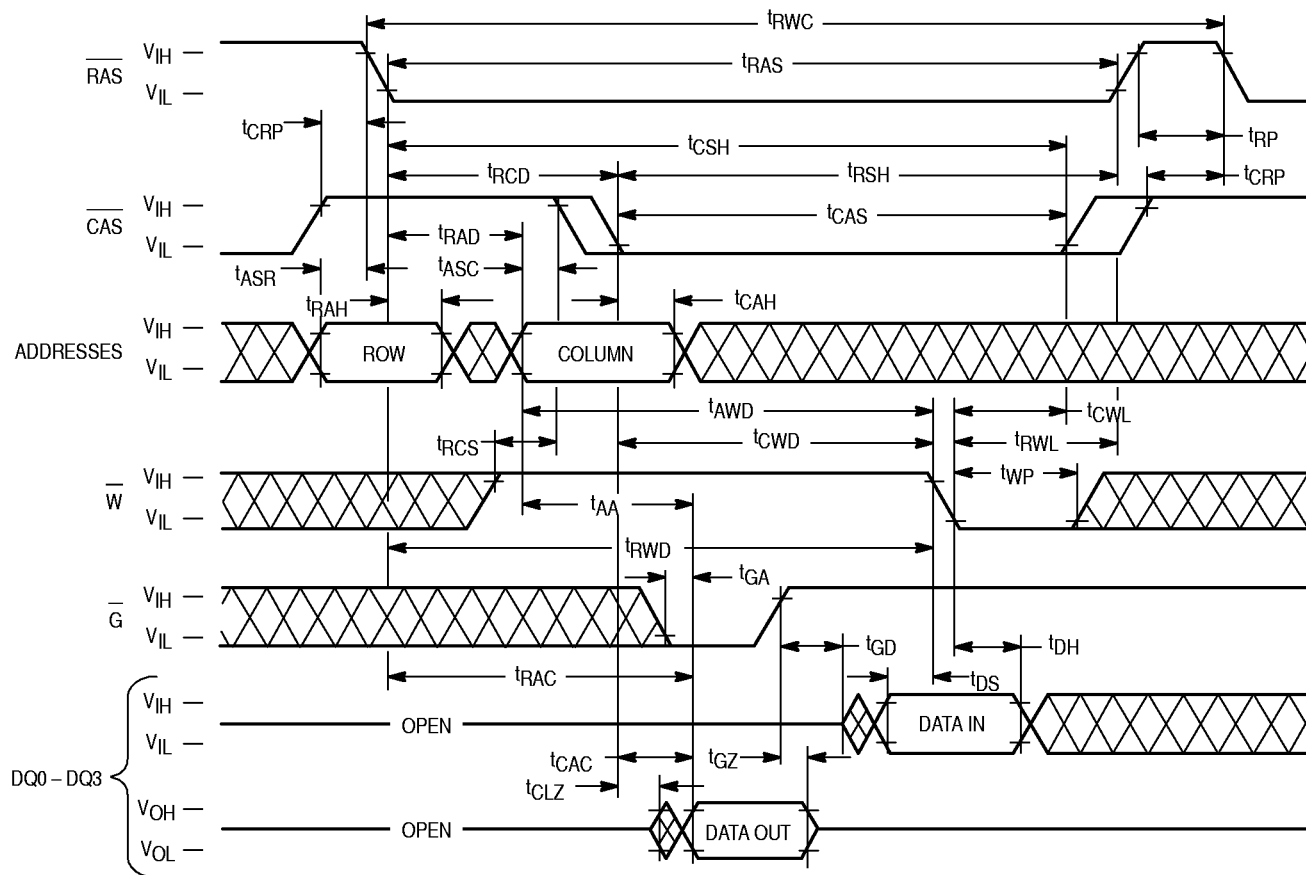 tRWC
VIH
RAS
tRAS
VIL
tCRP
tRP
tCSH
tRCD
tRSH
tCRP
VIH
CAS
tCAS
VIL
tRAD
tASR
tASC
tRAH
tCAH
VIH
ADDRESSES
ROW
COLUMN
VIL
tAWD
tCWL
tRCS
tCWD
tRWL
VIH
W
tWP
VIL
tAA
tRWD
tGA
VIH
G
VIL
tGD
tDH
tRAC
tDS
VIH
OPEN
DATA IN
VIL
tCAC
tGZ
DQ0 – DQ3
tCLZ
VOH
OPEN
DATA OUT
VOL